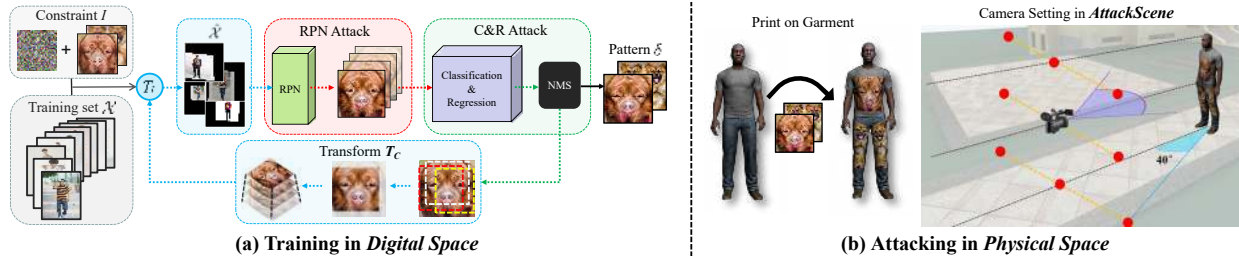 Constraint I
+
Training set 𝒳
T_i
𝒳̂
RPN Attack
RPN
C&R Attack
Classification
&
Regression
NMS
Pattern ℰ
Transform T_C
(a) Training in Digital Space
Print on Garment
Camera Setting in AttackScene
40°
(b) Attacking in Physical Space